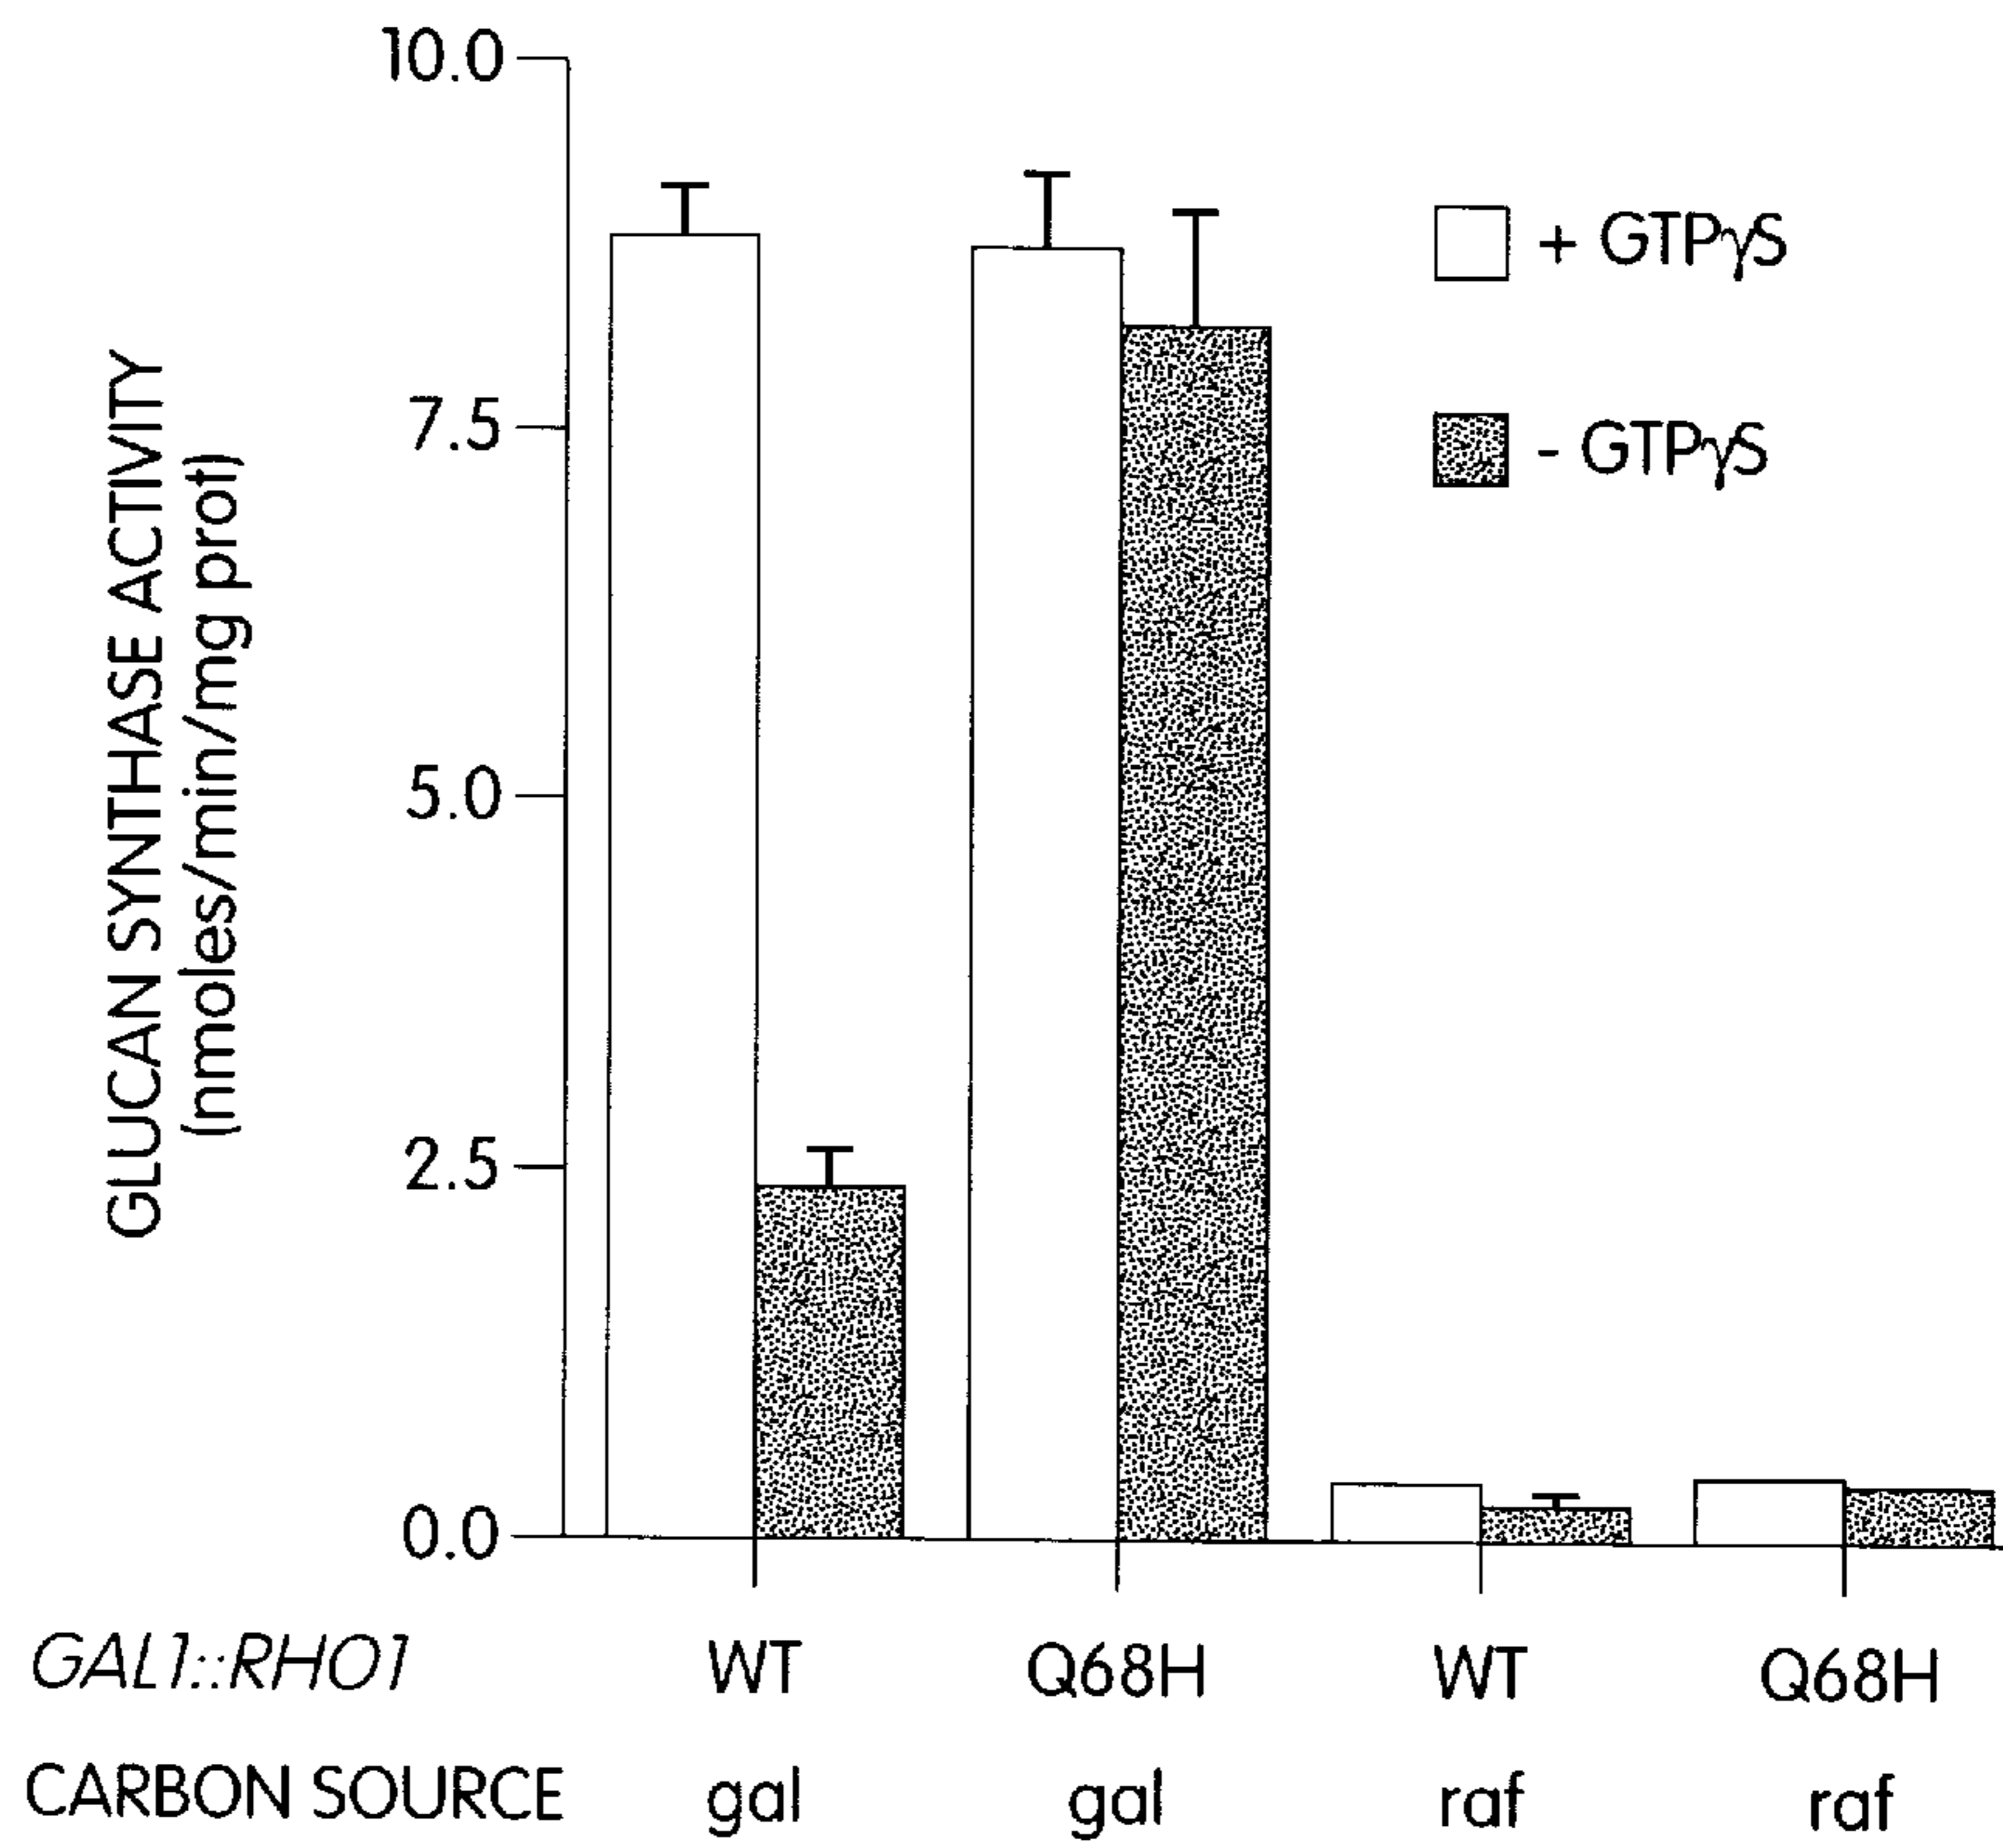 10.0
7.5
5.0
2.5
0.0
GLUCAN SYNTHASE ACTIVITY
(nmoles/min/mg prot)
+ GTPγS
- GTPγS
GAL1::RHO1 WT Q68H WT Q68H
CARBON SOURCE gal gal raf raf